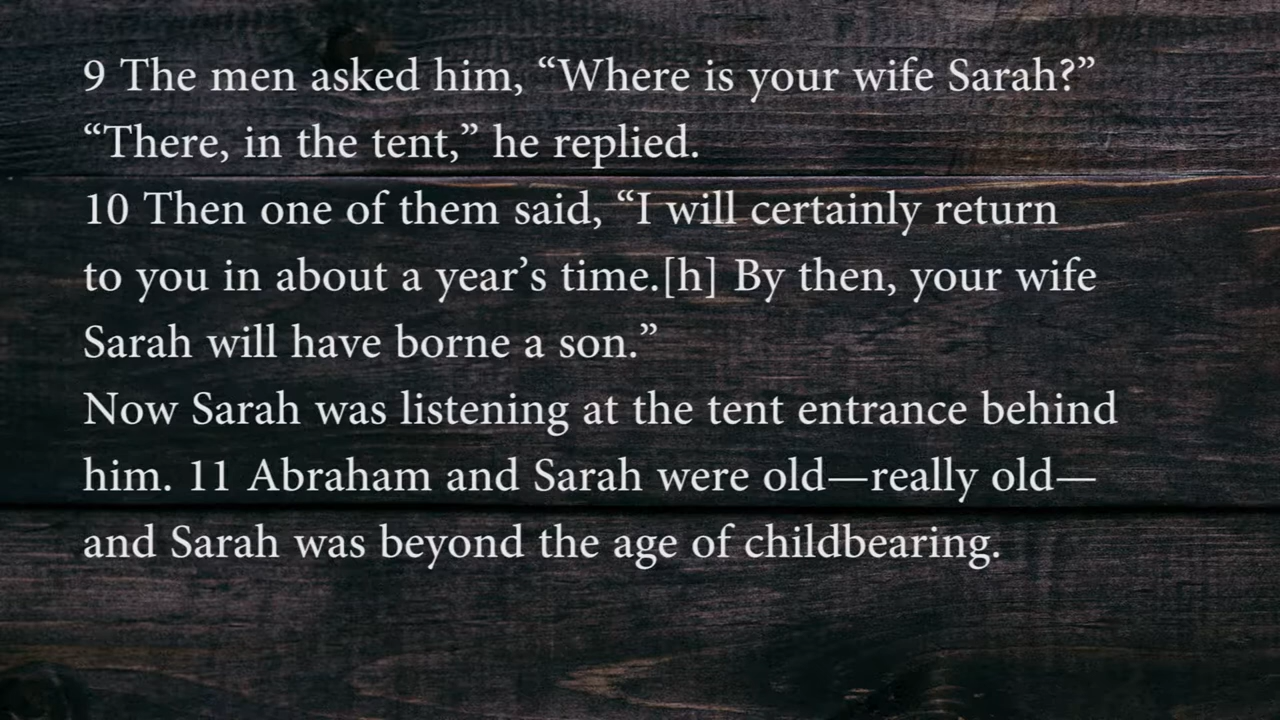 9 The men asked him, “Where is your wife Sarah?”
“There, in the tent,” he replied.
10 Then one of them said, “I will certainly return
to you in about a year’s time.[h] By then, your wife
Sarah will have borne a son.”
Now Sarah was listening at the tent entrance behind
him. 11 Abraham and Sarah were old—really old—
and Sarah was beyond the age of childbearing.